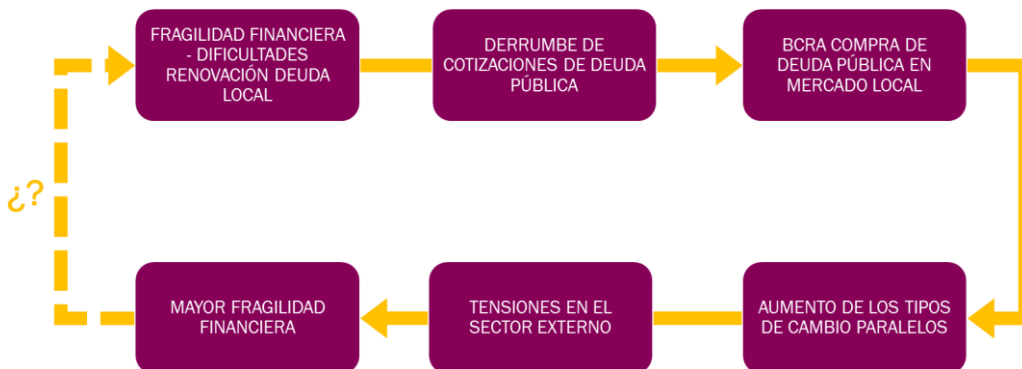 FRAGILIDAD FINANCIERA
- DIFICULTADES
RENOVACIÓN DEUDA
LOCAL
DERRUMBE DE
COTIZACIONES DE DEUDA
PÚBLICA
BCRA COMPRA DE
DEUDA PÚBLICA EN
MERCADO LOCAL
¿?
MAYOR FRAGILIDAD
FINANCIERA
TENSIONES EN EL
SECTOR EXTERNO
AUMENTO DE LOS TIPOS
DE CAMBIO PARALELOS